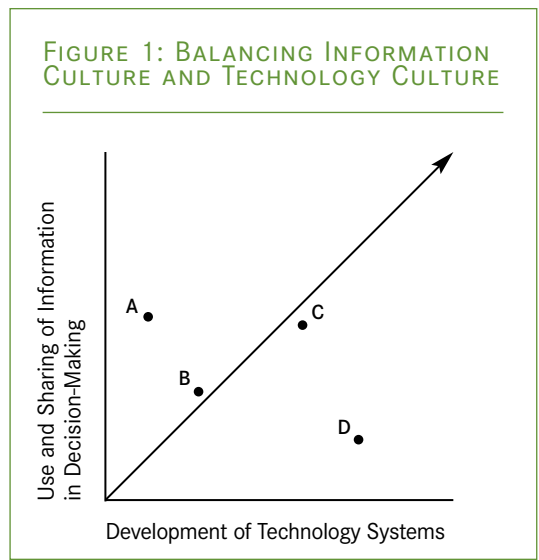 FIGURE 1: BALANCING INFORMATION
CULTURE AND TECHNOLOGY CULTURE
Use and Sharing of Information
in Decision-Making
A
B
C
D
Development of Technology Systems